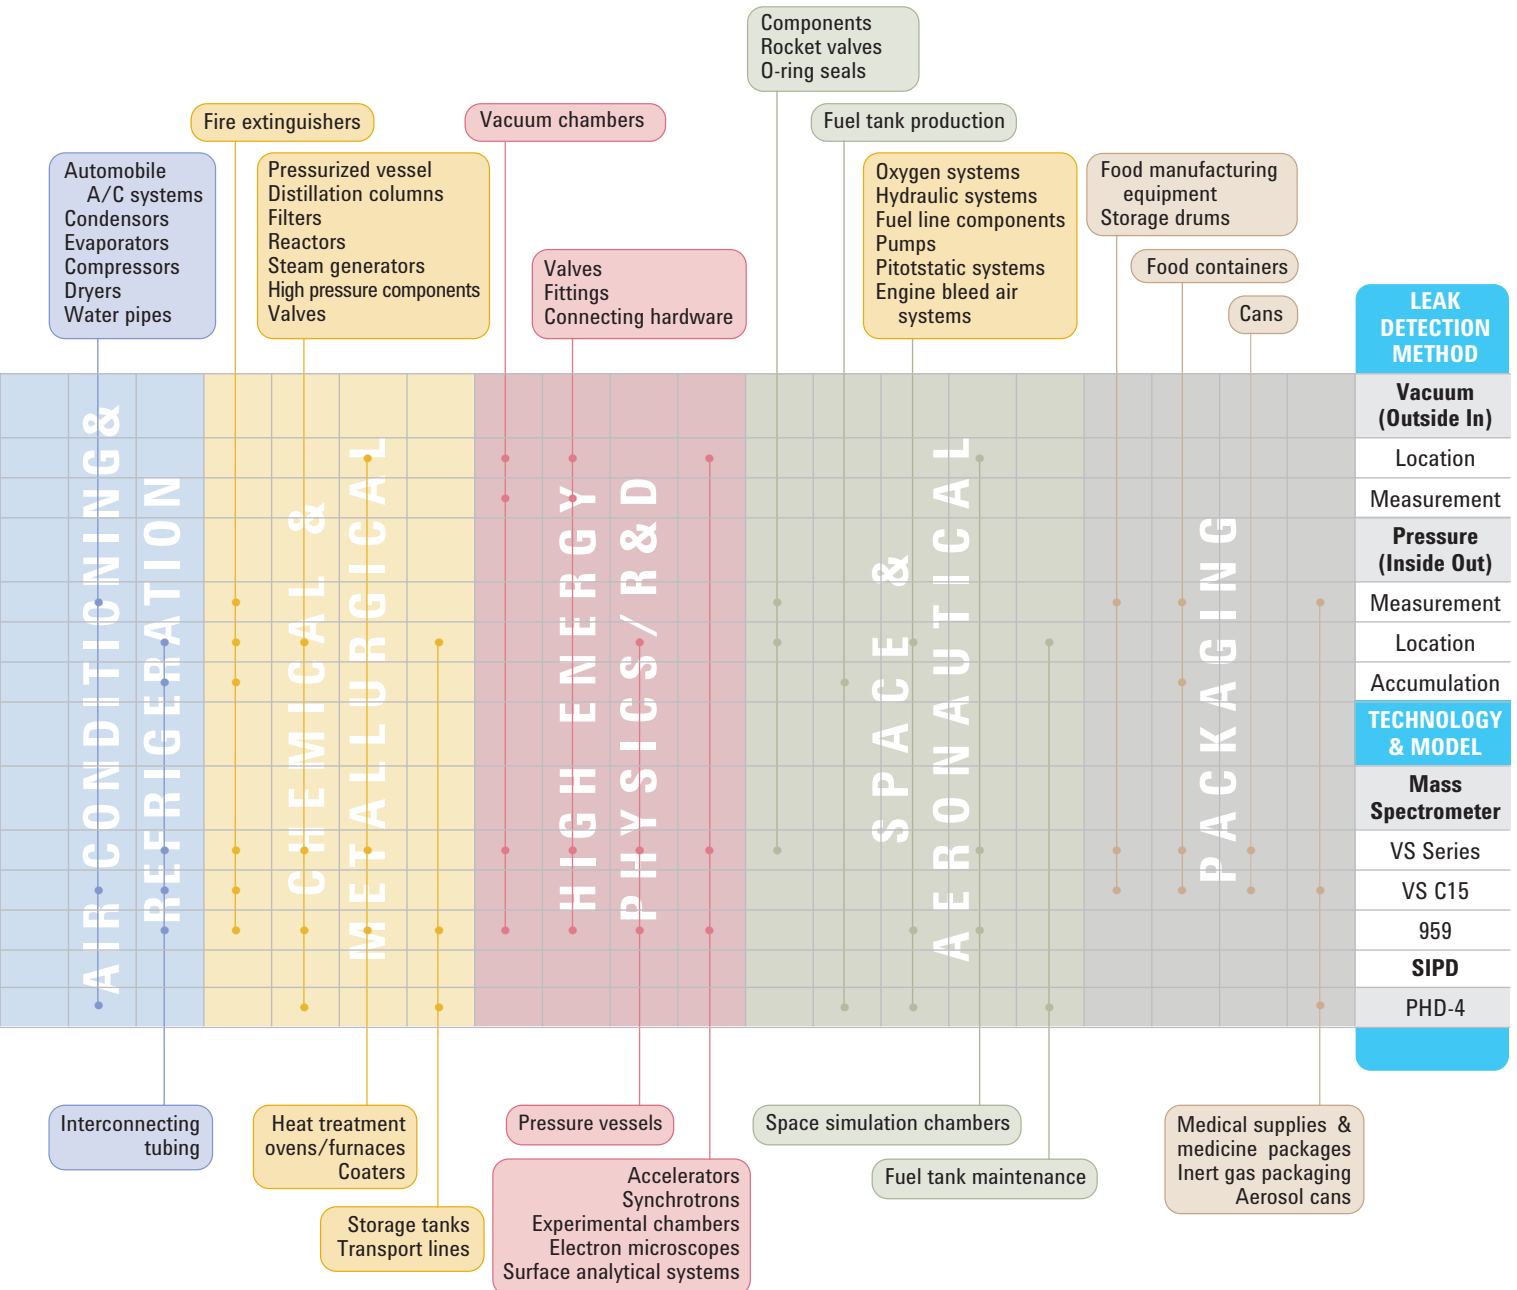 Components
Rocket valves
O-ring seals
Fire extinguishers
Vacuum chambers
Fuel tank production
Automobile
A/C systems
Condensors
Evaporators
Compressors
Dryers
Water pipes
Pressurized vessel
Distillation columns
Filters
Reactors
Steam generators
High pressure components
Valves
Valves
Fittings
Connecting hardware
Oxygen systems
Hydraulic systems
Fuel line components
Pumps
Pitotstatic systems
Engine bleed air
systems
Food manufacturing
equipment
Storage drums
Food containers
Cans
LEAK
DETECTION
METHOD
Vacuum
(Outside In)
Location
Measurement
Pressure
(Inside Out)
Measurement
Location
Accumulation
TECHNOLOGY
& MODEL
Mass
Spectrometer
VS Series
VS C15
959
SIPD
PHD-4
AIR CONDITIONING &
REFRIGERATION
CHEMICAL &
METALLURGICAL
HIGH ENERGY
PHYSICS/R&D
SPACE &
AERONAUTICAL
PACKAGING
Interconnecting
tubing
Heat treatment
ovens/furnaces
Coaters
Storage tanks
Transport lines
Pressure vessels
Accelerators
Synchrotrons
Experimental chambers
Electron microscopes
Surface analytical systems
Space simulation chambers
Fuel tank maintenance
Medical supplies &
medicine packages
Inert gas packaging
Aerosol cans